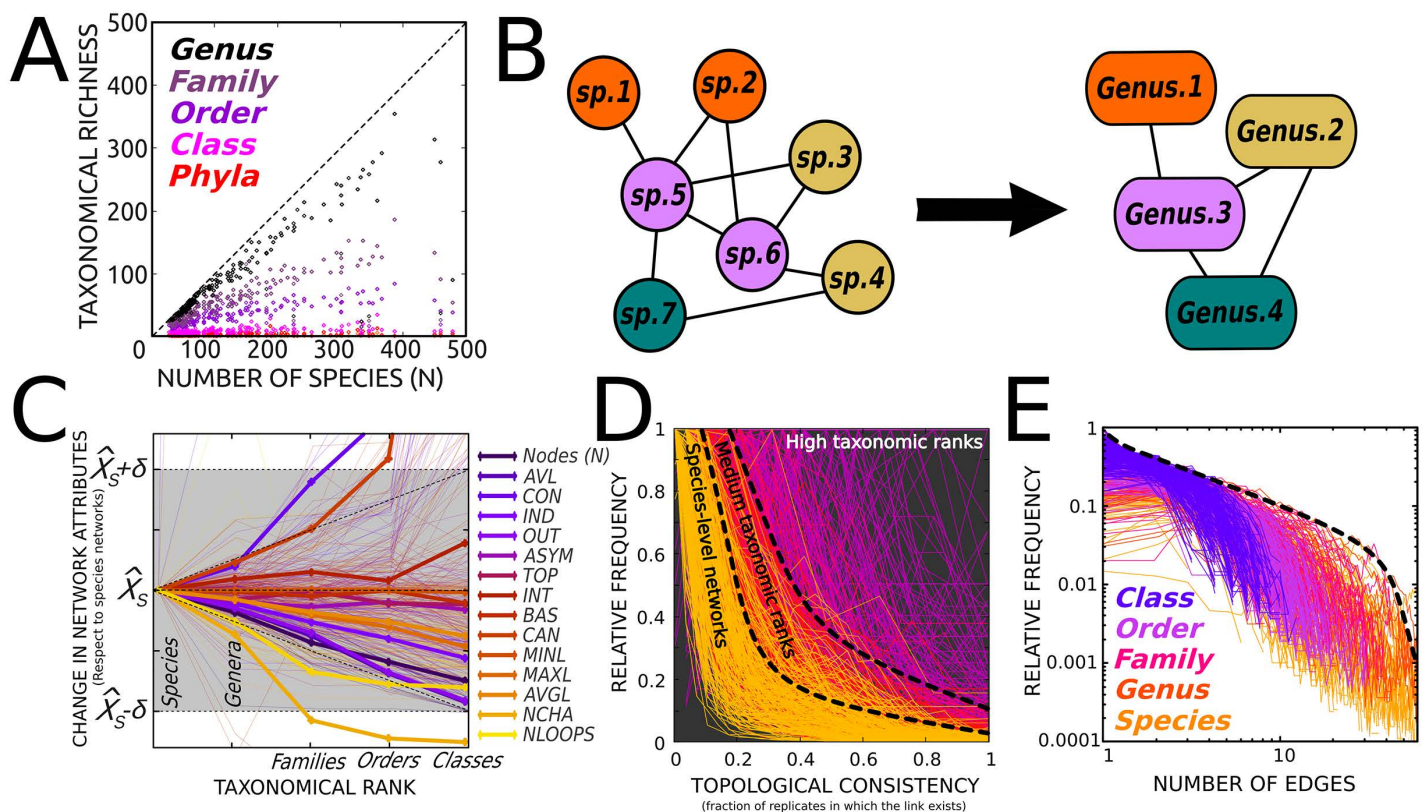 A
TAXONOMICAL RICHNESS
500
400
300
200
100
0
100
200
300
400
500
Genus
Family
Order
Class
Phyla
NUMBER OF SPECIES (N)
B
sp.1
sp.2
sp.3
sp.5
sp.6
sp.4
sp.7
Genus.1
Genus.2
Genus.3
Genus.4
C
CHANGE IN NETWORK ATTRIBUTES
(Respect to species networks)
X̂S+δ
X̂S
X̂S-δ
Species
Genera
Families
Orders
Classes
TAXONOMICAL RANK
Nodes (N)
AVL
CON
IND
OUT
ASYM
TOP
INT
BAS
CAN
MINL
MAXL
AVGL
NCHA
NLOOPS
D
RELATIVE FREQUENCY
1
0.8
0.6
0.4
0.2
0
High taxonomic ranks
Species-level networks
Medium taxonomic ranks
0
0.2
0.4
0.6
0.8
1
TOPOLOGICAL CONSISTENCY
(fraction of replicates in which the link exists)
E
RELATIVE FREQUENCY
1
0.1
0.01
0.001
0.0001
Class
Order
Family
Genus
Species
1
10
NUMBER OF EDGES